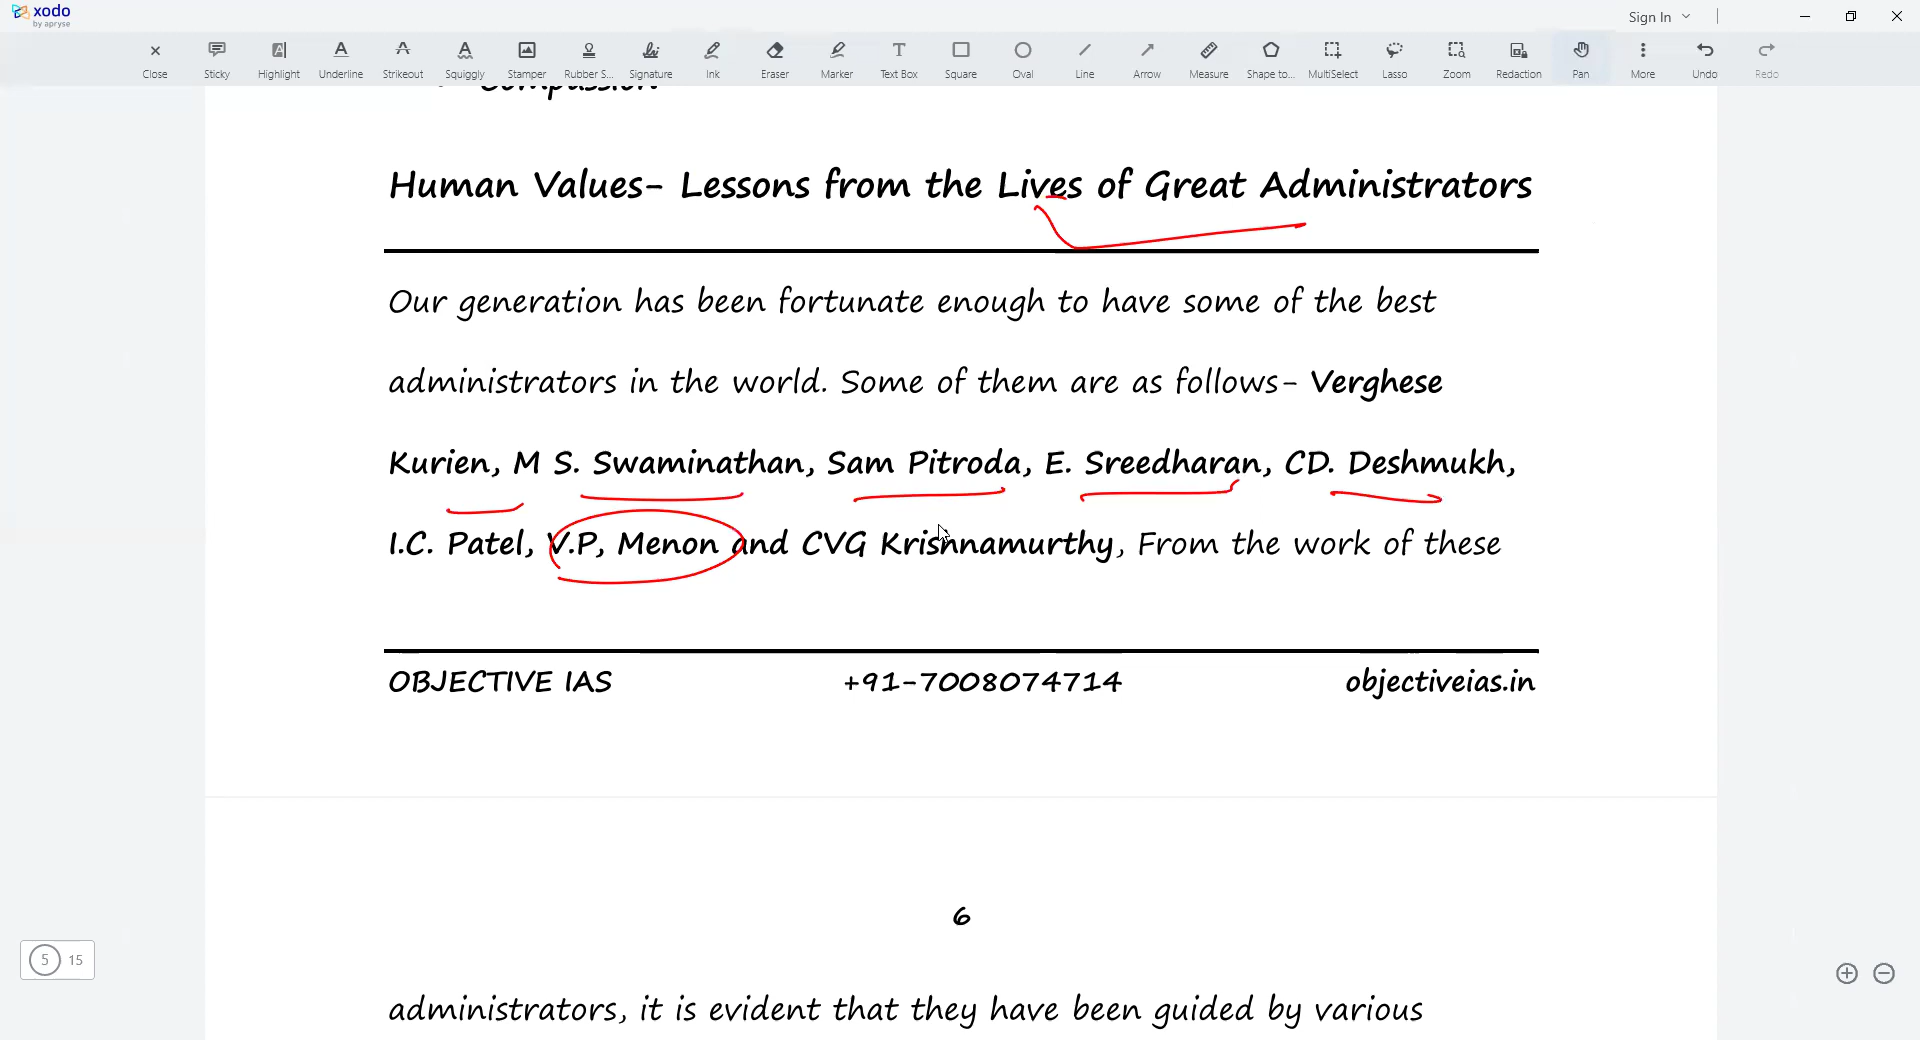 xodo
by apryse
Sign In
Close
Sticky
Highlight
Underline
Strikeout
Squiggly
Stamper
Rubber S...
Signature
Ink
Eraser
Marker
Text Box
Square
Oval
Line
Arrow
Measure
Shape to...
MultiSelect
Lasso
Zoom
Redaction
Pan
More
Undo
Redo
Compassion
Human Values- Lessons from the Lives of Great Administrators
Our generation has been fortunate enough to have some of the best
administrators in the world. Some of them are as follows- Verghese
Kurien, M S. Swaminathan, Sam Pitroda, E. Sreedharan, CD. Deshmukh,
I.C. Patel, V.P, Menon and CVG Krishnamurthy, From the work of these
OBJECTIVE IAS +91-7008074714 objectiveias.in
6
5 15
administrators, it is evident that they have been guided by various